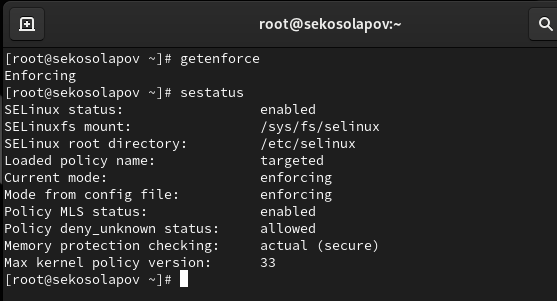 root@sekosolapov:~
[root@sekosolapov ~]# getenforce
Enforcing
[root@sekosolapov ~]# sestatus
SELinux status:                 enabled
SELinuxfs mount:                /sys/fs/selinux
SELinux root directory:         /etc/selinux
Loaded policy name:             targeted
Current mode:                   enforcing
Mode from config file:          enforcing
Policy MLS status:              enabled
Policy deny_unknown status:     allowed
Memory protection checking:     actual (secure)
Max kernel policy version:      33
[root@sekosolapov ~]#